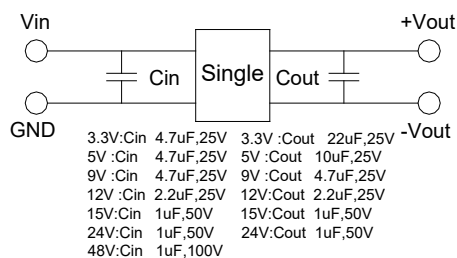 Vin
+Vout
Cin
Single
Cout
GND
-Vout
3.3V:Cin 4.7uF,25V 3.3V :Cout 22uF,25V
5V :Cin 4.7uF,25V 5V :Cout 10uF,25V
9V :Cin 4.7uF,25V 9V :Cout 4.7uF,25V
12V :Cin 2.2uF,25V 12V:Cout 2.2uF,25V
15V:Cin 1uF,50V 15V:Cout 1uF,50V
24V:Cin 1uF,50V 24V:Cout 1uF,50V
48V:Cin 1uF,100V